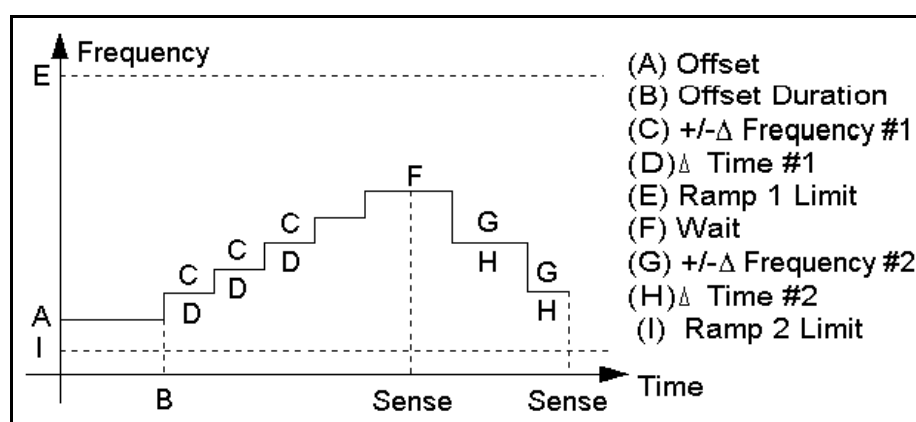 Frequency
E
F
C
G
C
C
D
H
G
D
D
H
A
I
B
Sense
Sense
Time
(A) Offset
(B) Offset Duration
(C) +/-Δ Frequency #1
(D)Δ Time #1
(E) Ramp 1 Limit
(F) Wait
(G) +/-Δ Frequency #2
(H)Δ Time #2
(I) Ramp 2 Limit